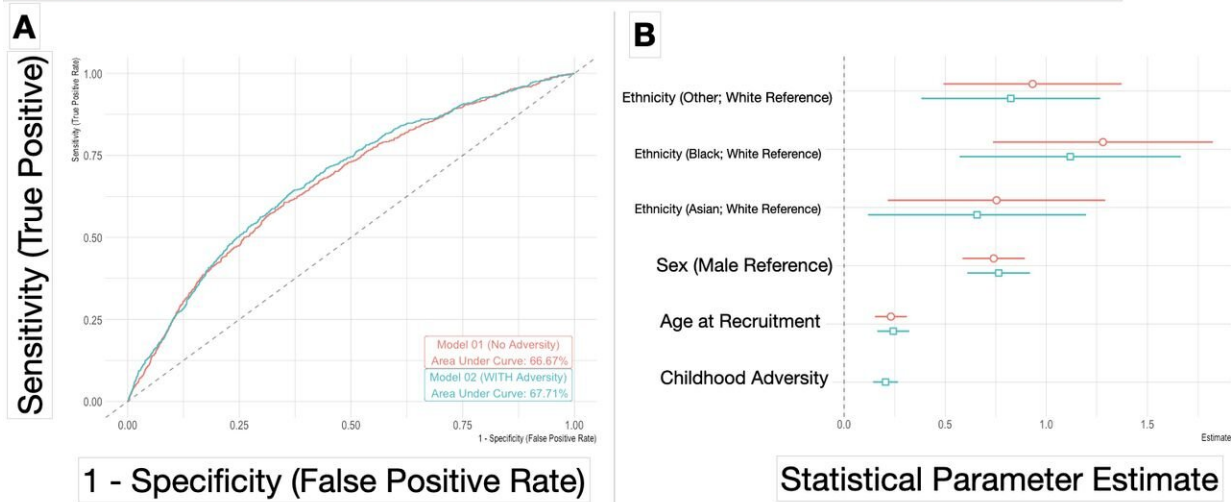 A
Sensitivity (True Positive)
Sensitivity (True Positive Rate)
1.00
0.75
0.50
0.25
0.00
Model 01 (No Adversity)
Area Under Curve: 66.67%
Model 02 (WITH Adversity)
Area Under Curve: 67.71%
0.00 0.25 0.50 0.75 1.00
1 - Specificity (False Positive Rate)
1 - Specificity (False Positive Rate)
B
Ethnicity (Other; White Reference)
Ethnicity (Black; White Reference)
Ethnicity (Asian; White Reference)
Sex (Male Reference)
Age at Recruitment
Childhood Adversity
0.0 0.5 1.0 1.5
Estimate
Statistical Parameter Estimate